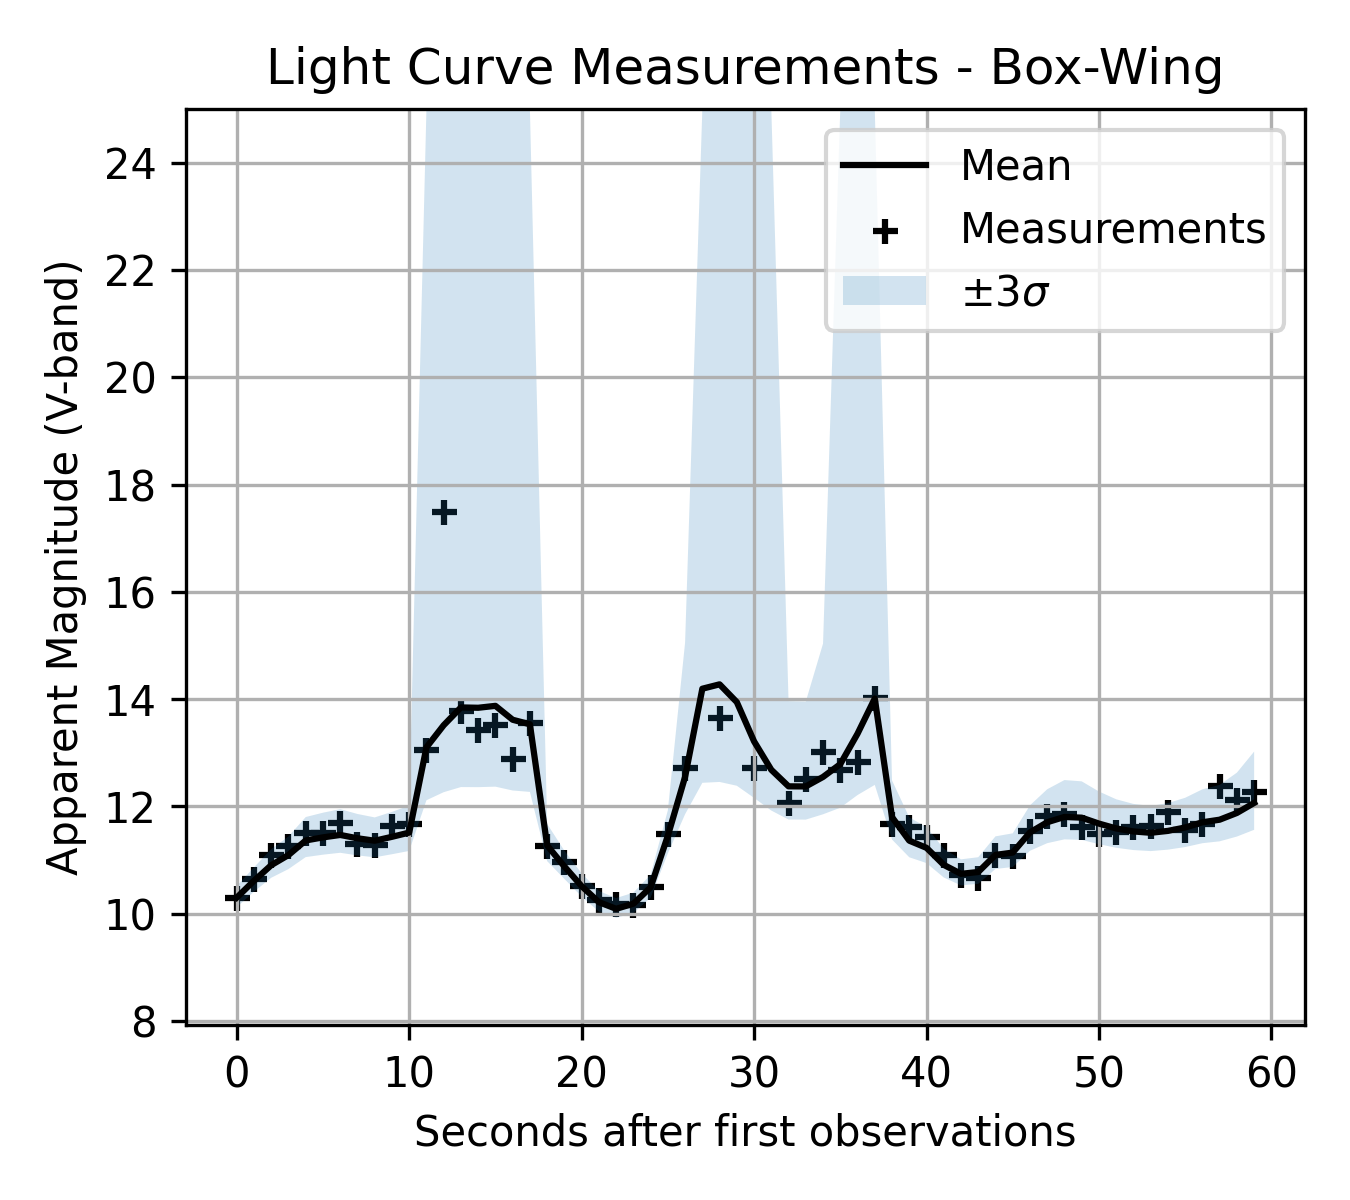 Light Curve Measurements - Box-Wing
Mean
Measurements
±3σ
24
22
20
18
16
14
12
10
8
Apparent Magnitude (V-band)
0 10 20 30 40 50 60
Seconds after first observations